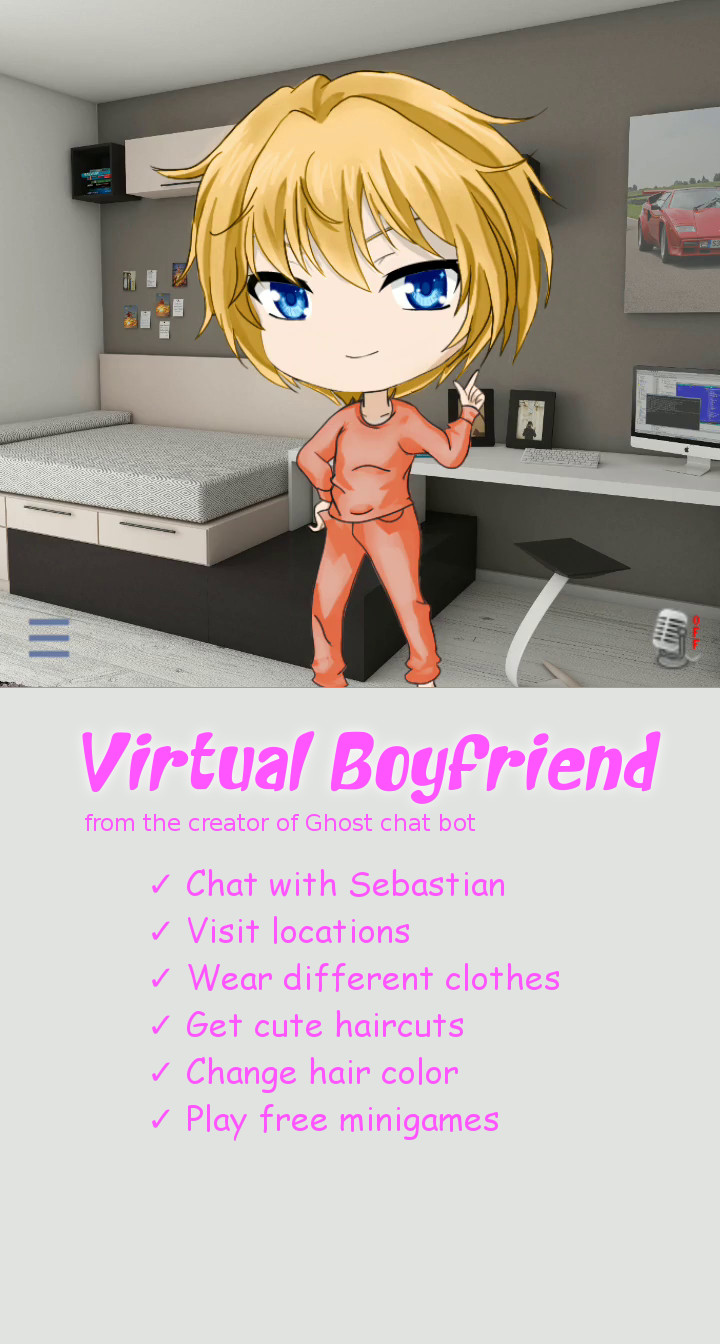 OFF
Virtual Boyfriend
from the creator of Ghost chat bot
✓ Chat with Sebastian
✓ Visit locations
✓ Wear different clothes
✓ Get cute haircuts
✓ Change hair color
✓ Play free minigames